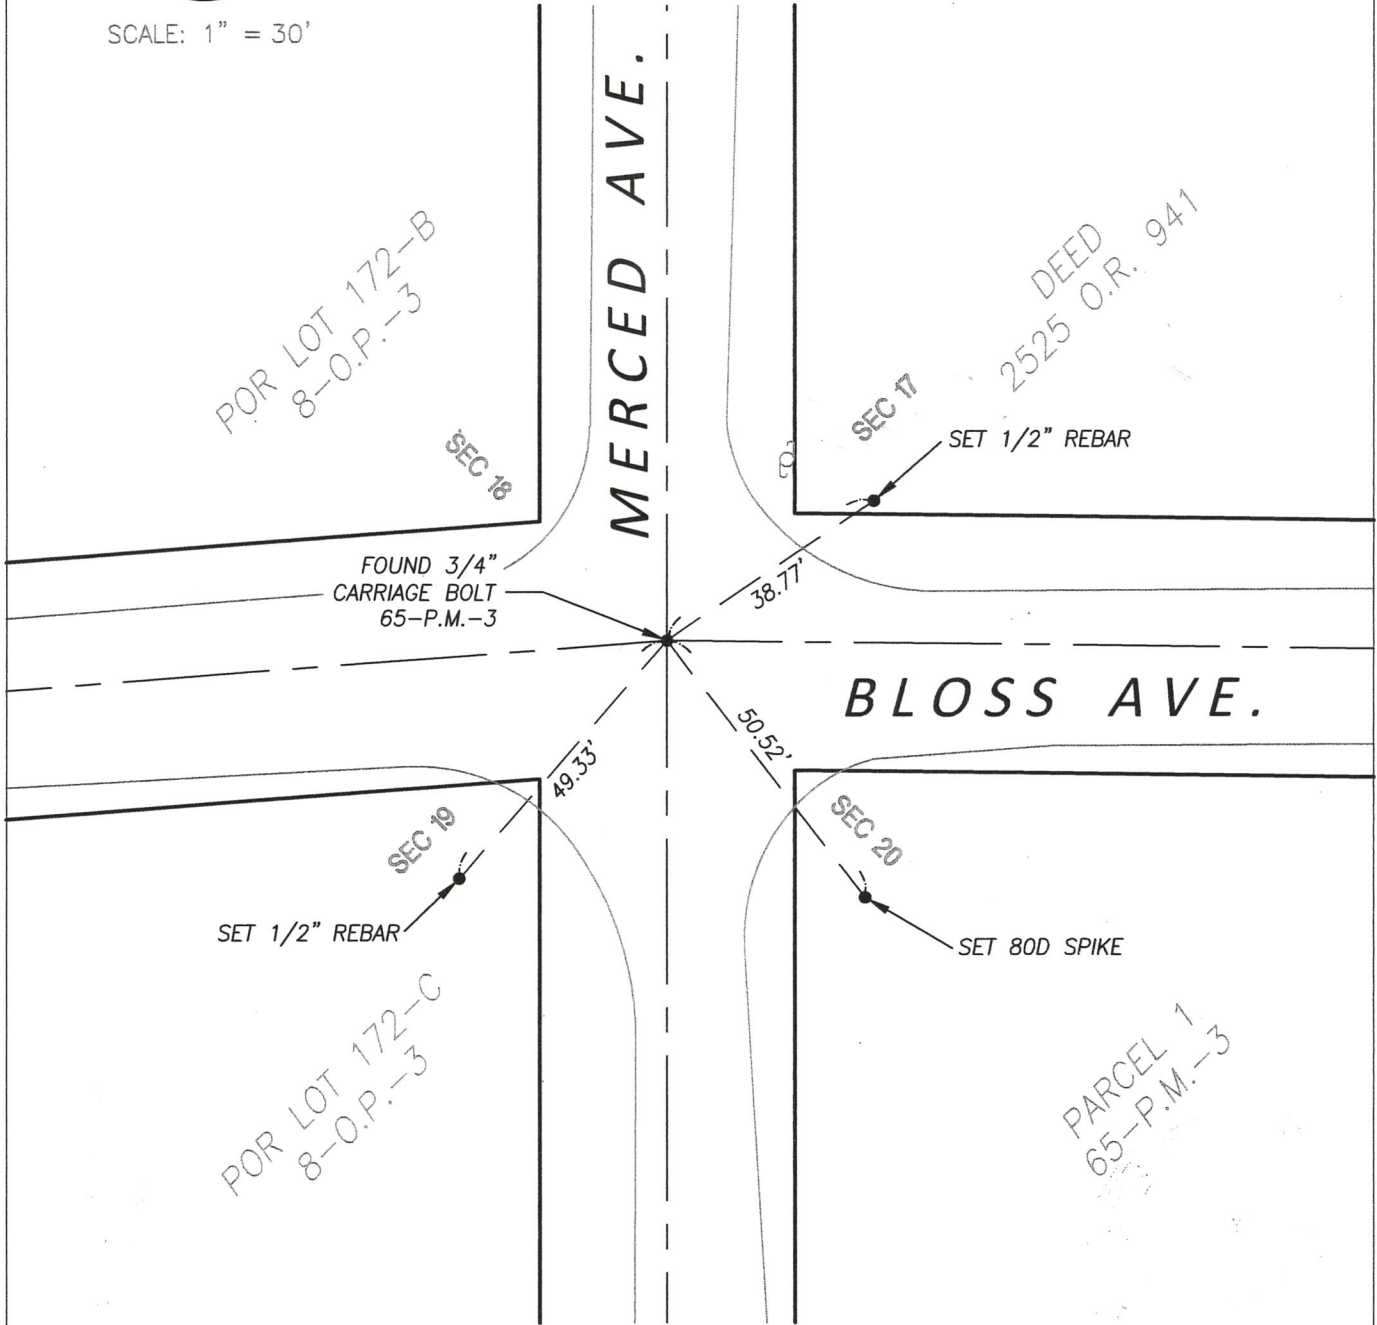 SCALE: 1" = 30'
MERCED AVE.
POR LOT 172-B
8-O.P.-3
DEED
2525 O.R. 941
SEC 18
SEC 17
SET 1/2" REBAR
FOUND 3/4"
CARRIAGE BOLT
65-P.M.-3
38.77'
BLOSS AVE.
49.33'
50.52'
SEC 19
SEC 20
SET 1/2" REBAR
SET 80D SPIKE
POR LOT 172-C
8-O.P.-3
PARCEL 1
65-P.M.-3